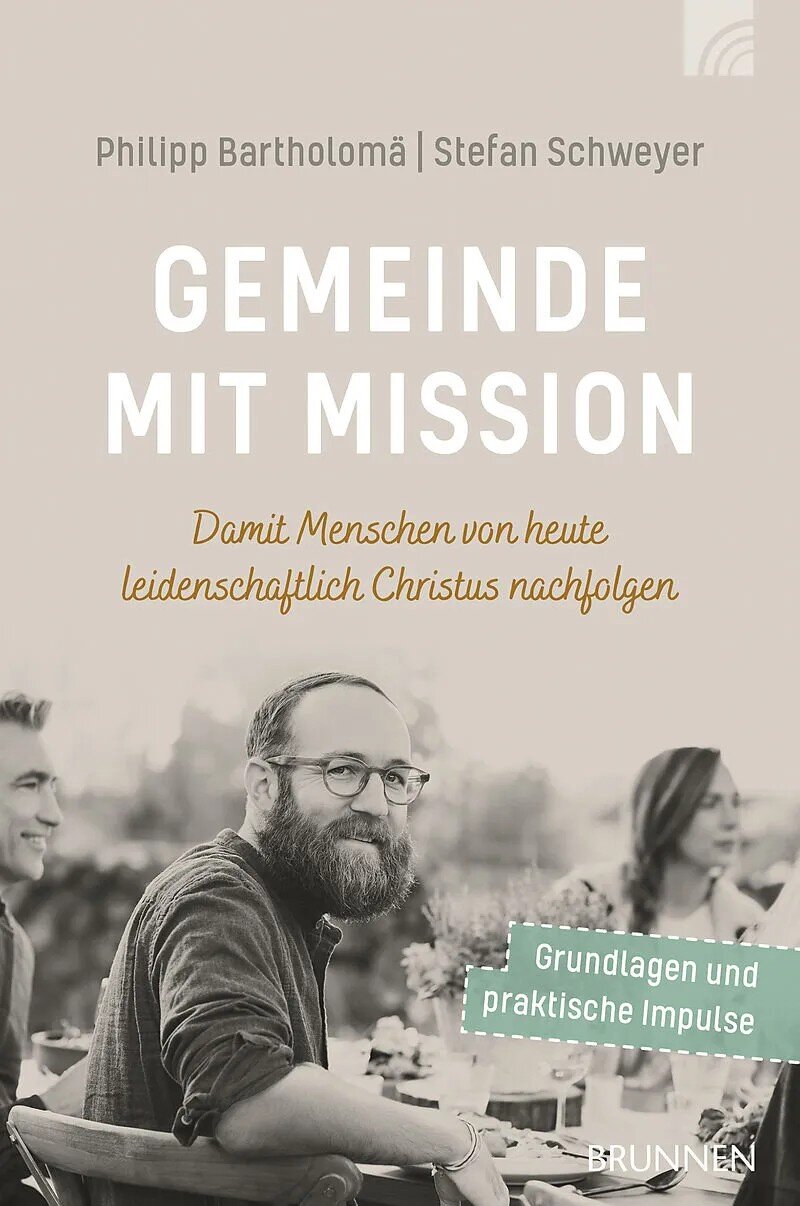 Philipp Bartholomä | Stefan Schweyer
GEMEINDE
MIT MISSION
Damit Menschen von heute
leidenschaftlich Christus nachfolgen
Grundlagen und
praktische Impulse
BRUNNEN